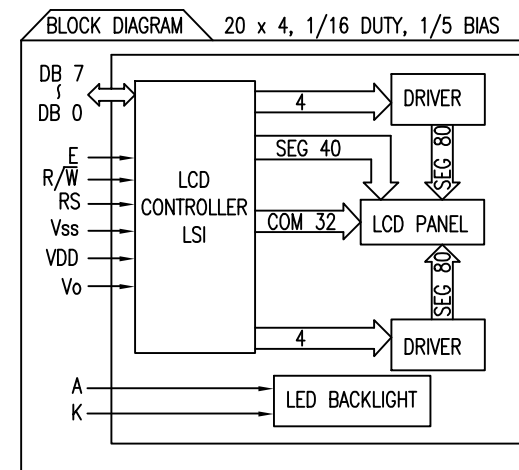 BLOCK DIAGRAM 20 x 4, 1/16 DUTY, 1/5 BIAS
DB 7
~
DB 0
E
R/W̅
RS
Vss
VDD
Vo
A
K
LCD
CONTROLLER
LSI
4
SEG 40
COM 32
4
DRIVER
SEG 80
LCD PANEL
SEG 80
DRIVER
LED BACKLIGHT